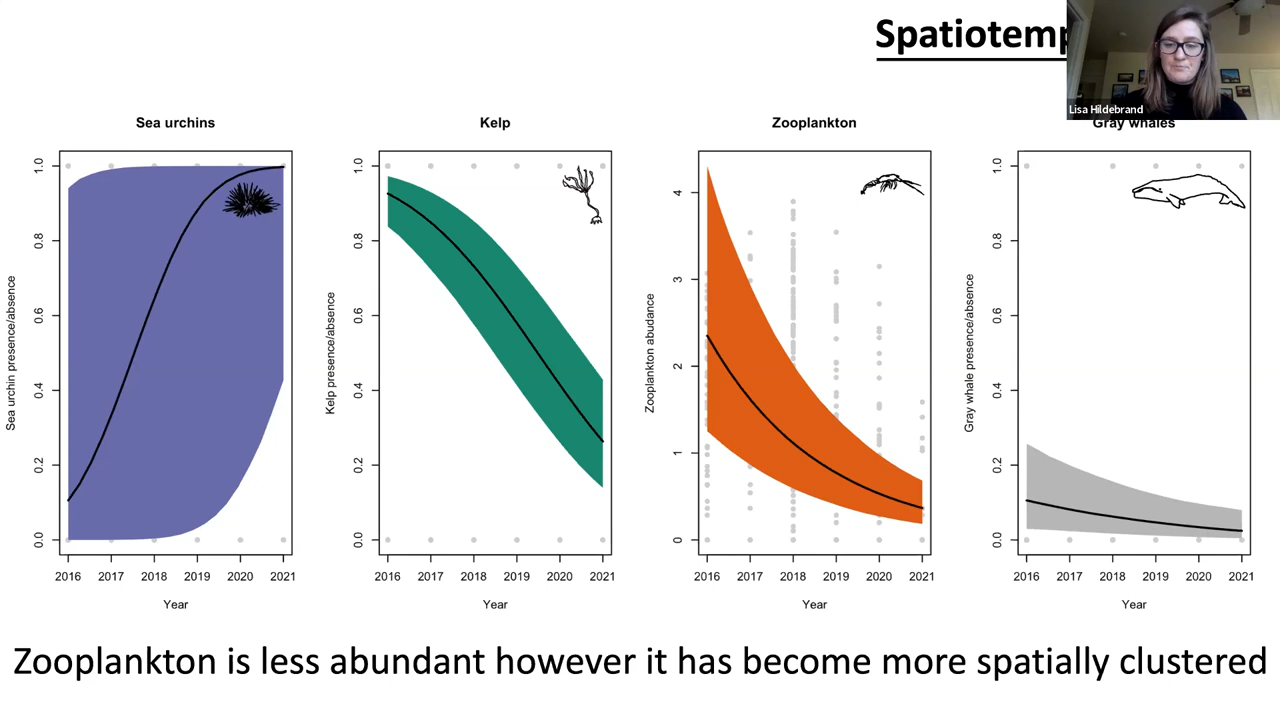 Spatiotemp
Lisa Hildebrand
Sea urchins
Kelp
Zooplankton
Gray whales
Sea urchin presence/absence
0.0
0.2
0.4
0.6
0.8
1.0
2016 2017 2018 2019 2020 2021
Year
Kelp presence/absence
0.0
0.2
0.4
0.6
0.8
1.0
2016 2017 2018 2019 2020 2021
Year
Zooplankton abudance
0
1
2
3
4
2016 2017 2018 2019 2020 2021
Year
Gray whale presence/absence
0.0
0.2
0.4
0.6
0.8
1.0
2016 2017 2018 2019 2020 2021
Year
Zooplankton is less abundant however it has become more spatially clustered